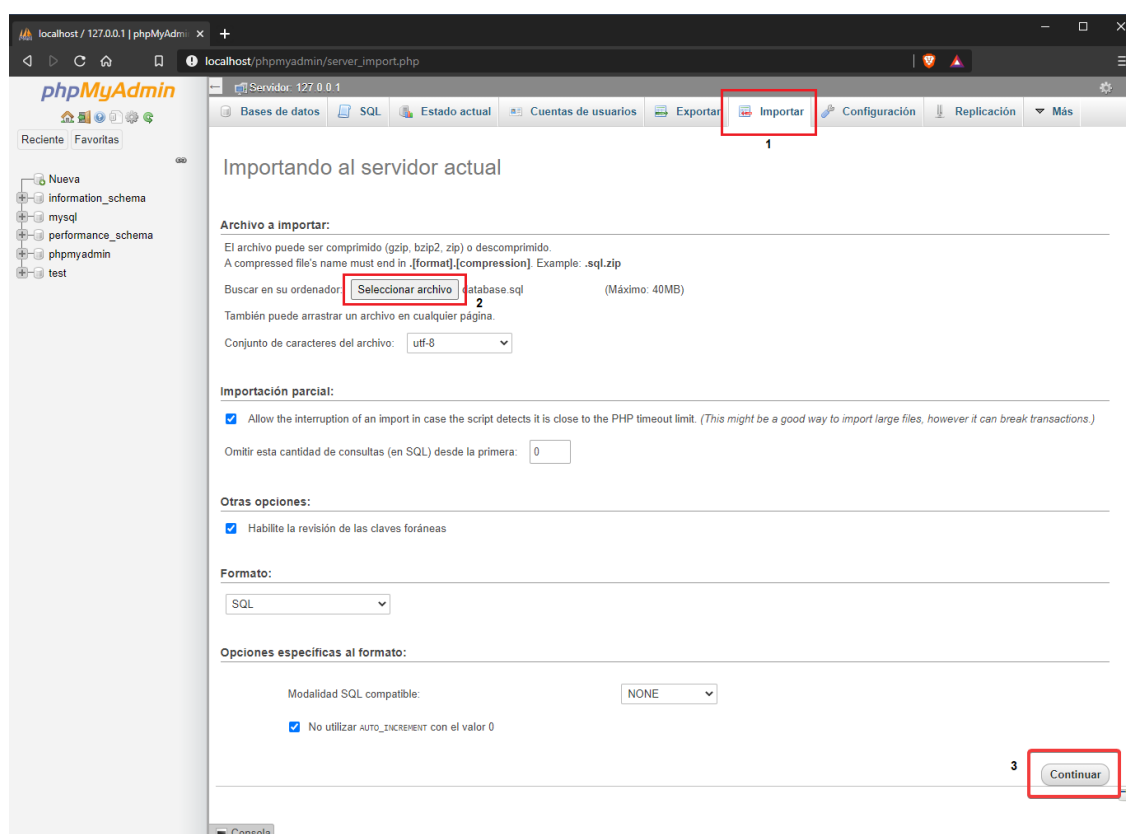 localhost / 127.0.0.1 | phpMyAdmi
localhost/phpmyadmin/server_import.php
phpMyAdmin
Reciente Favoritas
Nueva
information_schema
mysql
performance_schema
phpmyadmin
test
Servidor: 127.0.0.1
Bases de datos SQL Estado actual Cuentas de usuarios Exportar Importar Configuración Replicación Más
1
Importando al servidor actual
Archivo a importar:
El archivo puede ser comprimido (gzip, bzip2, zip) o descomprimido.
A compressed file's name must end in .[format].[compression]. Example: .sql.zip
Buscar en su ordenador: Seleccionar archivo database.sql (Máximo: 40MB)
2
También puede arrastrar un archivo en cualquier página.
Conjunto de caracteres del archivo: utf-8
Importación parcial:
Allow the interruption of an import in case the script detects it is close to the PHP timeout limit. (This might be a good way to import large files, however it can break transactions.)
Omitir esta cantidad de consultas (en SQL) desde la primera: 0
Otras opciones:
Habilite la revisión de las claves foráneas
Formato:
SQL
Opciones específicas al formato:
Modalidad SQL compatible: NONE
No utilizar AUTO_INCREMENT con el valor 0
3
Continuar
Consola